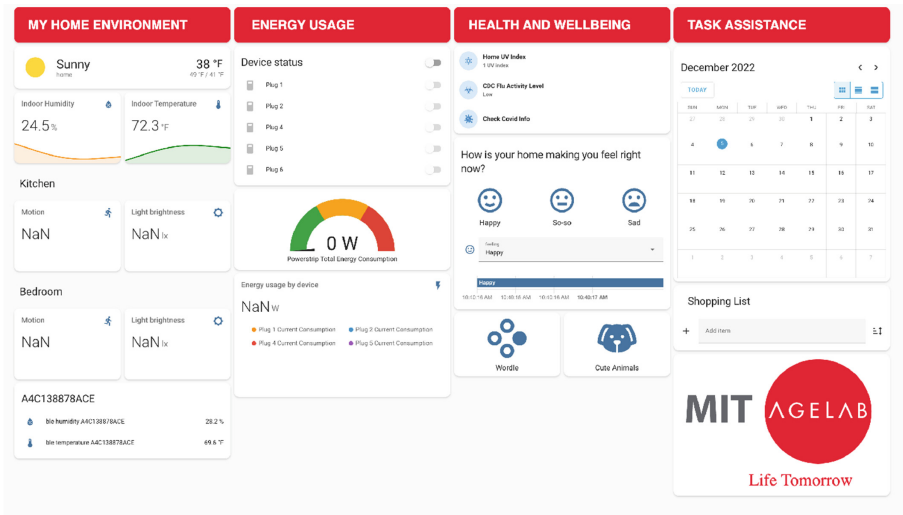 MY HOME ENVIRONMENT
Sunny
home
38 °F
49 °F / 41 °F
Indoor Humidity
24.5 %
Indoor Temperature
72.3 °F
Kitchen
Motion
NaN
Light brightness
NaN lx
Bedroom
Motion
NaN
Light brightness
NaN lx
A4C138878ACE
ble humidity A4C138878ACE 28.2 %
ble temperature A4C138878ACE 69.6 °F
ENERGY USAGE
Device status
Plug 1
Plug 2
Plug 4
Plug 5
Plug 6
0 W
Powerstrip Total Energy Consumption
Energy usage by device
NaN W
Plug 1 Current Consumption
Plug 2 Current Consumption
Plug 4 Current Consumption
Plug 5 Current Consumption
HEALTH AND WELLBEING
Home UV Index
1 UV index
CDC Flu Activity Level
Low
Check Covid Info
How is your home making you feel right
now?
Happy So-so Sad
Feeling
Happy
Happy
10:40:16 AM 10:40:16 AM 10:40:17 AM
Wordle
Cute Animals
TASK ASSISTANCE
December 2022
TODAY
SUN MON TUE WED THU FRI SAT
27 28 29 30 1 2 3
4 5 6 7 8 9 10
11 12 13 14 15 16 17
18 19 20 21 22 23 24
25 26 27 28 29 30 31
1 2 3 4 5 6 7
Shopping List
Add item
MIT AGELAB
Life Tomorrow